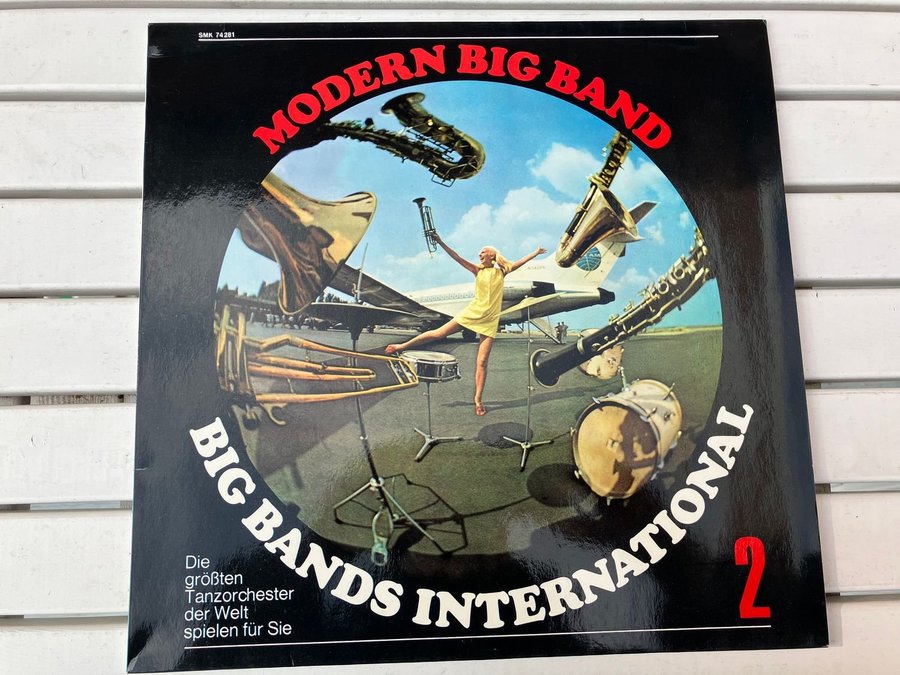 SMK 74281
MODERN BIG BAND
BIG BANDS INTERNATIONAL
2
Die
größten
Tanzorchester
der Welt
spielen für Sie